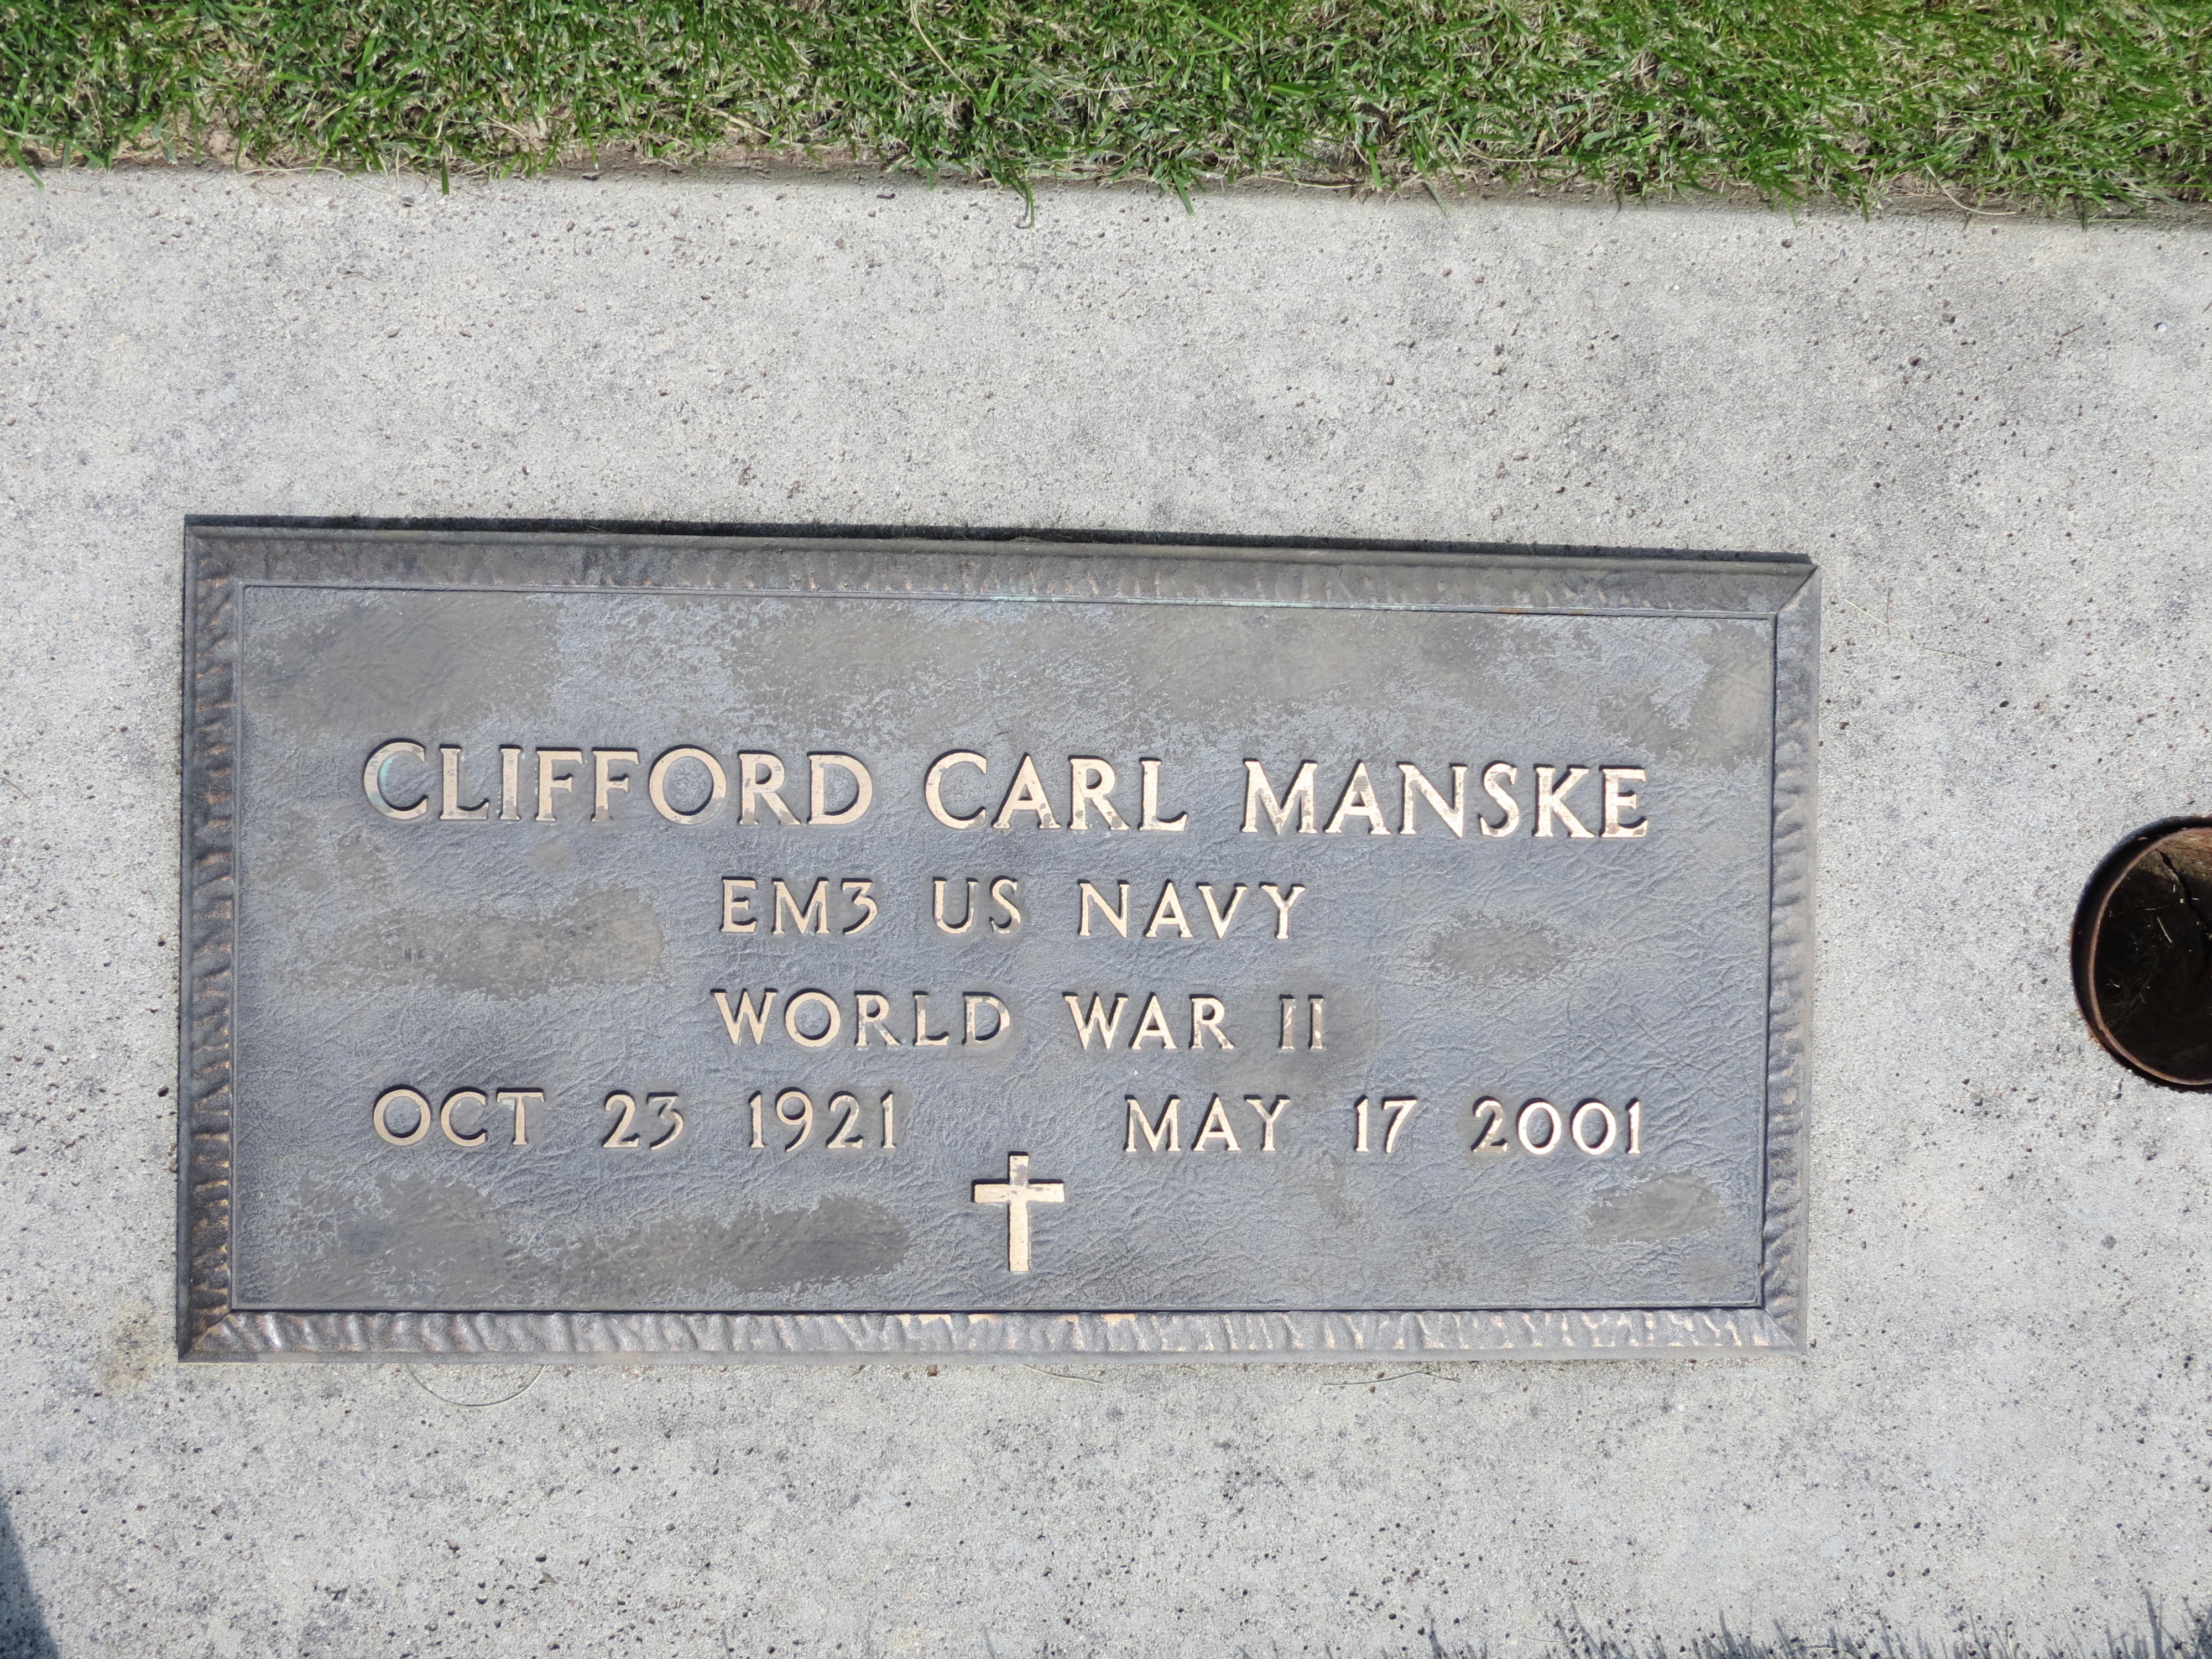 CLIFFORD CARL MANSKE
EM3 US NAVY
WORLD WAR II
OCT 23 1921 MAY 17 2001